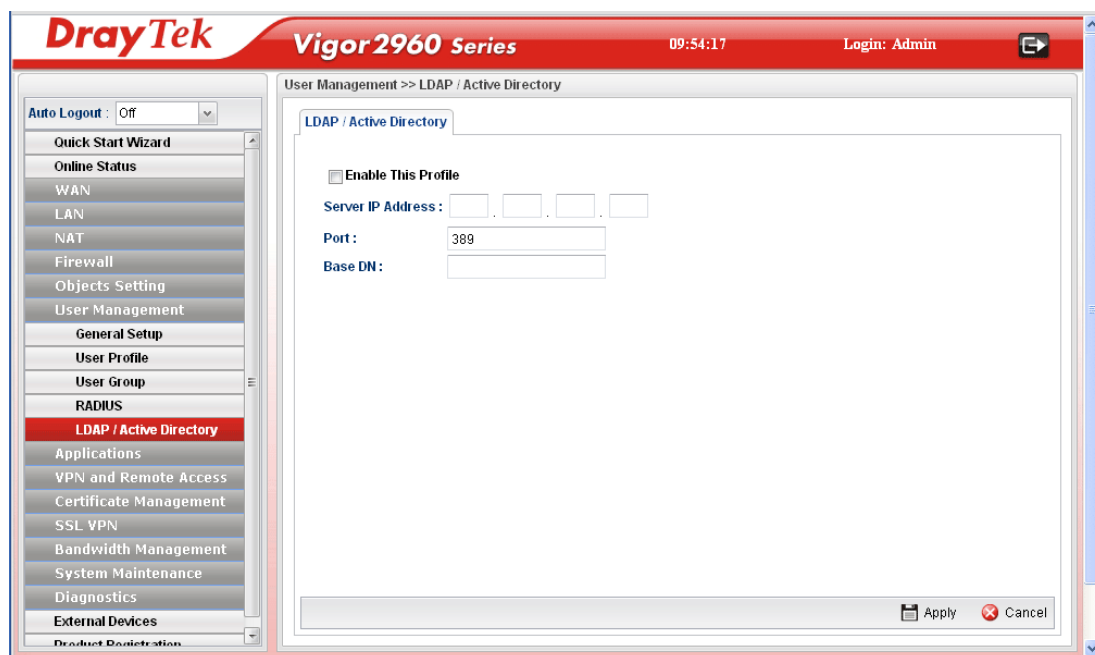 DrayTek
Vigor2960 Series
09:54:17
Login: Admin
Auto Logout : Off
Quick Start Wizard
Online Status
WAN
LAN
NAT
Firewall
Objects Setting
User Management
General Setup
User Profile
User Group
RADIUS
LDAP / Active Directory
Applications
VPN and Remote Access
Certificate Management
SSL VPN
Bandwidth Management
System Maintenance
Diagnostics
External Devices
Product Registration
User Management >> LDAP / Active Directory
LDAP / Active Directory
Enable This Profile
Server IP Address : . . .
Port : 389
Base DN :
Apply Cancel